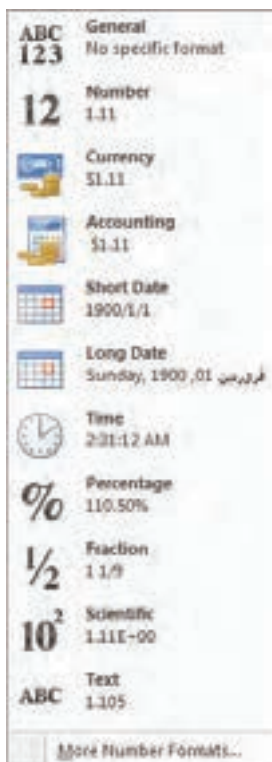 ABC
123
General
No specific format
12
Number
1.11
Currency
$1.11
Accounting
$1.11
Short Date
1900/1/1
Long Date
Sunday, 1900 ,01 فروردین
Time
2:31:12 AM
%
Percentage
110.50%
½
Fraction
1 1/9
10²
Scientific
1.11E+00
ABC
Text
1.105
More Number Formats...